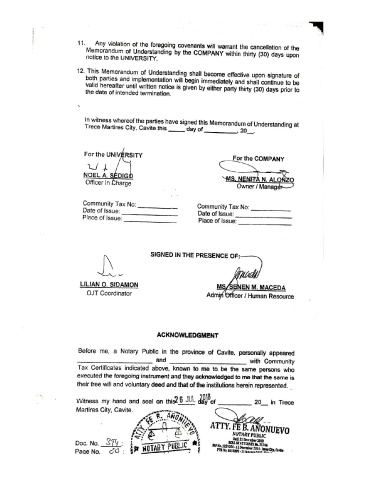 11. Any violation of the foregoing covenants will warrant the cancellation of the
Memorandum of Understanding by the COMPANY within thirty (30) days upon
notice to the UNIVERSITY.
12. This Memorandum of Understanding shall become effective upon signature of
both parties and implementation will begin immediately and shall continue to be
valid hereafter until written notice is given by either party thirty (30) days prior to
the date of intended termination.
In witness whereof the parties have signed this Memorandum of Understanding at
Trece Martires City, Cavite this _____ day of __________, 20__.
For the UNIVERSITY
For the COMPANY
NOEL A. SEDIGO
MS. NENITA N. ALONZO
Officer in Charge
Owner / Manager
Community Tax No: __________
Community Tax No: __________
Date of Issue: __________
Date of Issue: __________
Place of Issue: __________
Place of Issue: __________
SIGNED IN THE PRESENCE OF:
LILIAN O. SIDAMON
MS. SENEN M. MACEDA
OJT Coordinator
Admin Officer / Human Resource
ACKNOWLEDGMENT
Before me, a Notary Public in the province of Cavite, personally appeared
____________________ and ____________________ with Community
Tax Certificates indicated above, known to me to be the same persons who
executed the foregoing instrument and they acknowledged to me that the same is
their free will and voluntary deed and that of the institutions herein represented.
Witness my hand and seal on this 26 JUL 2018 day of __________, 20__ in Trece
Martires City, Cavite.
ATTY. FE B. ANONUEVO
NOTARY PUBLIC
ATTY. FE B. ANONUEVO
NOTARY PUBLIC
Doc. No. 374 ;
Page No.